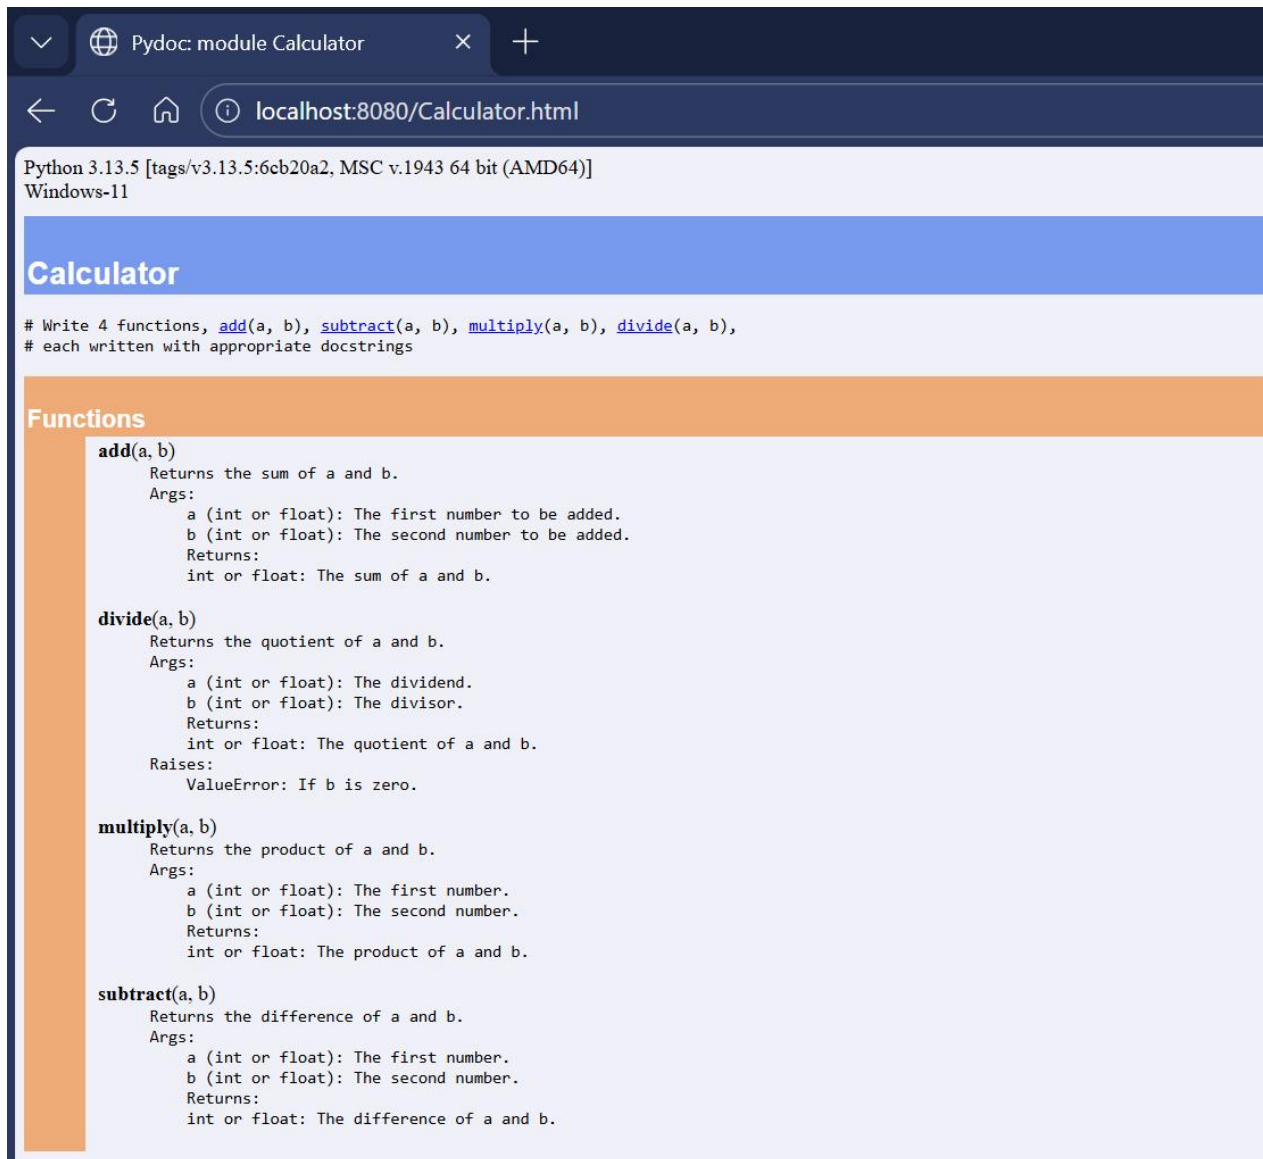 Pydoc: module Calculator
localhost:8080/Calculator.html
Python 3.13.5 [tags/v3.13.5:6cb20a2, MSC v.1943 64 bit (AMD64)]
Windows-11
Calculator
# Write 4 functions, add(a, b), subtract(a, b), multiply(a, b), divide(a, b),
# each written with appropriate docstrings
Functions
add(a, b)
Returns the sum of a and b.
Args:
a (int or float): The first number to be added.
b (int or float): The second number to be added.
Returns:
int or float: The sum of a and b.
divide(a, b)
Returns the quotient of a and b.
Args:
a (int or float): The dividend.
b (int or float): The divisor.
Returns:
int or float: The quotient of a and b.
Raises:
ValueError: If b is zero.
multiply(a, b)
Returns the product of a and b.
Args:
a (int or float): The first number.
b (int or float): The second number.
Returns:
int or float: The product of a and b.
subtract(a, b)
Returns the difference of a and b.
Args:
a (int or float): The first number.
b (int or float): The second number.
Returns:
int or float: The difference of a and b.